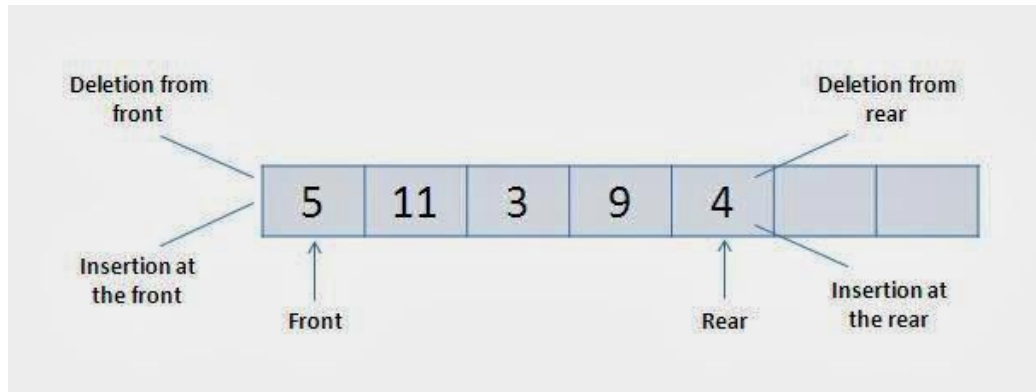 Deletion from
front
Deletion from
rear
5 11 3 9 4
Insertion at
the front
Front
Rear
Insertion at
the rear